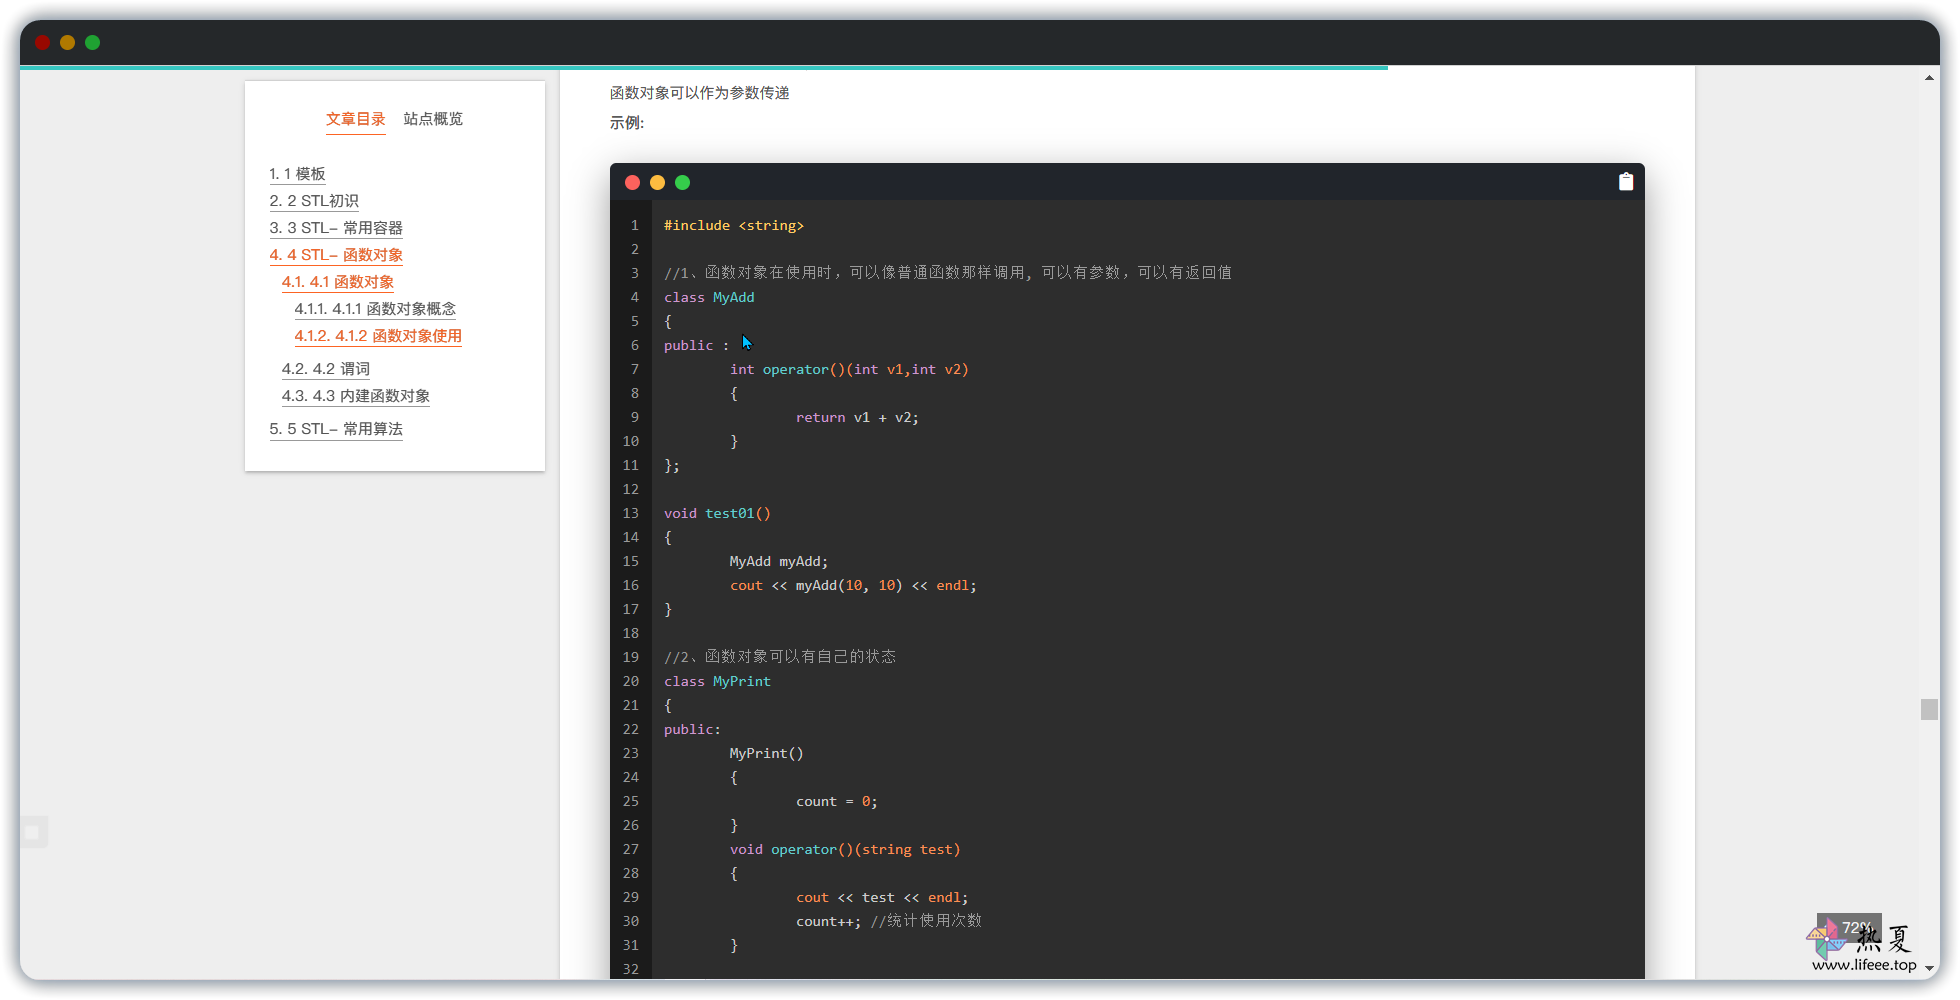 文章目录 站点概览
1. 1 模板
2. 2 STL初识
3. 3 STL- 常用容器
4. 4 STL- 函数对象
4.1. 4.1 函数对象
4.1.1. 4.1.1 函数对象概念
4.1.2. 4.1.2 函数对象使用
4.2. 4.2 谓词
4.3. 4.3 内建函数对象
5. 5 STL- 常用算法
函数对象可以作为参数传递
示例:
1 #include <string>
2
3 //1、函数对象在使用时，可以像普通函数那样调用, 可以有参数，可以有返回值
4 class MyAdd
5 {
6 public :
7 int operator()(int v1,int v2)
8 {
9 return v1 + v2;
10 }
11 };
12
13 void test01()
14 {
15 MyAdd myAdd;
16 cout << myAdd(10, 10) << endl;
17 }
18
19 //2、函数对象可以有自己的状态
20 class MyPrint
21 {
22 public:
23 MyPrint()
24 {
25 count = 0;
26 }
27 void operator()(string test)
28 {
29 cout << test << endl;
30 count++; //统计使用次数
31 }
32
72%
热夏
www.lifeee.top